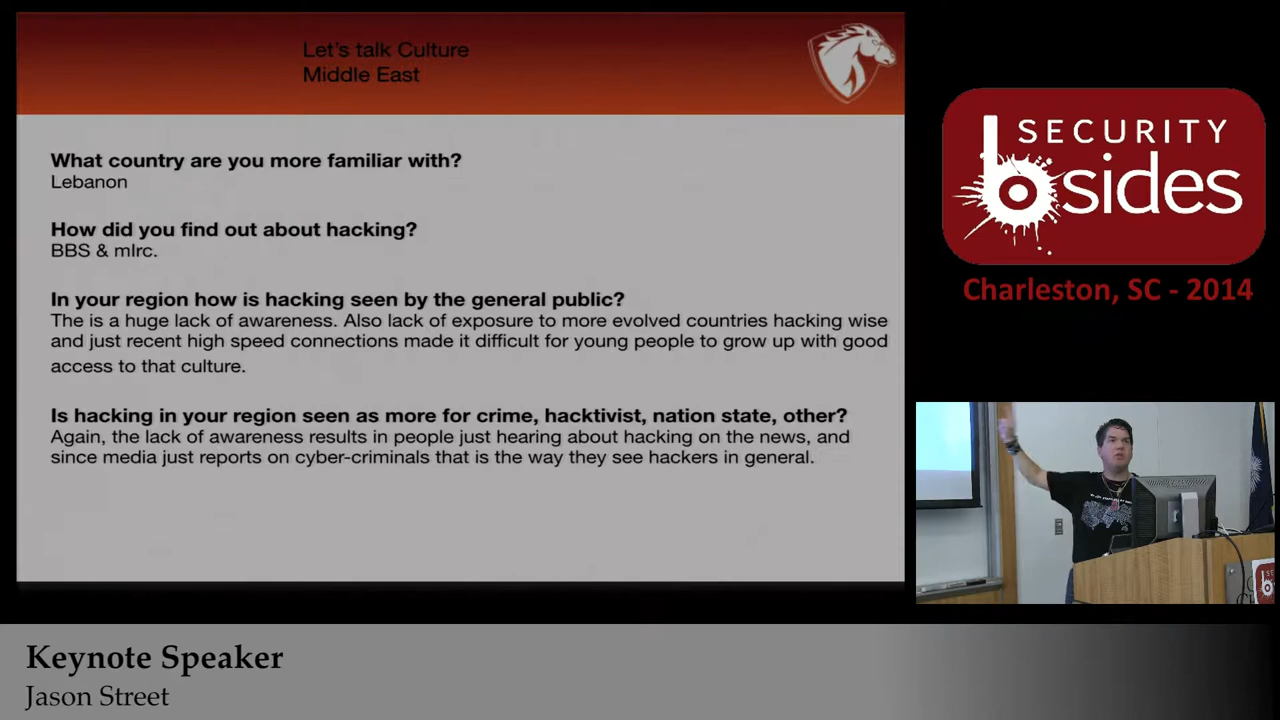 Let's talk Culture
Middle East
What country are you more familiar with?
Lebanon
How did you find out about hacking?
BBS & mIrc.
In your region how is hacking seen by the general public?
The is a huge lack of awareness. Also lack of exposure to more evolved countries hacking wise
and just recent high speed connections made it difficult for young people to grow up with good
access to that culture.
Is hacking in your region seen as more for crime, hacktivist, nation state, other?
Again, the lack of awareness results in people just hearing about hacking on the news, and
since media just reports on cyber-criminals that is the way they see hackers in general.
SECURITY
bsides
Charleston, SC - 2014
Keynote Speaker
Jason Street